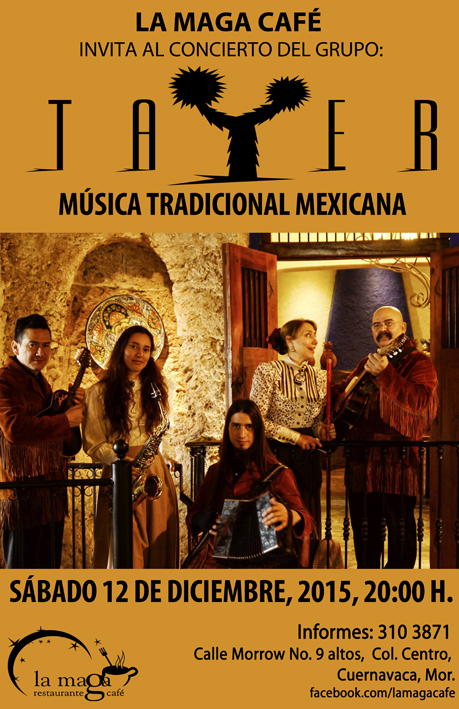 LA MAGA CAFÉ
INVITA AL CONCIERTO DEL GRUPO:
TAYER
MÚSICA TRADICIONAL MEXICANA
SÁBADO 12 DE DICIEMBRE, 2015, 20:00 H.
Informes: 310 3871
Calle Morrow No. 9 altos, Col. Centro,
Cuernavaca, Mor.
facebook.com/lamagacafe
la maga
restaurante café